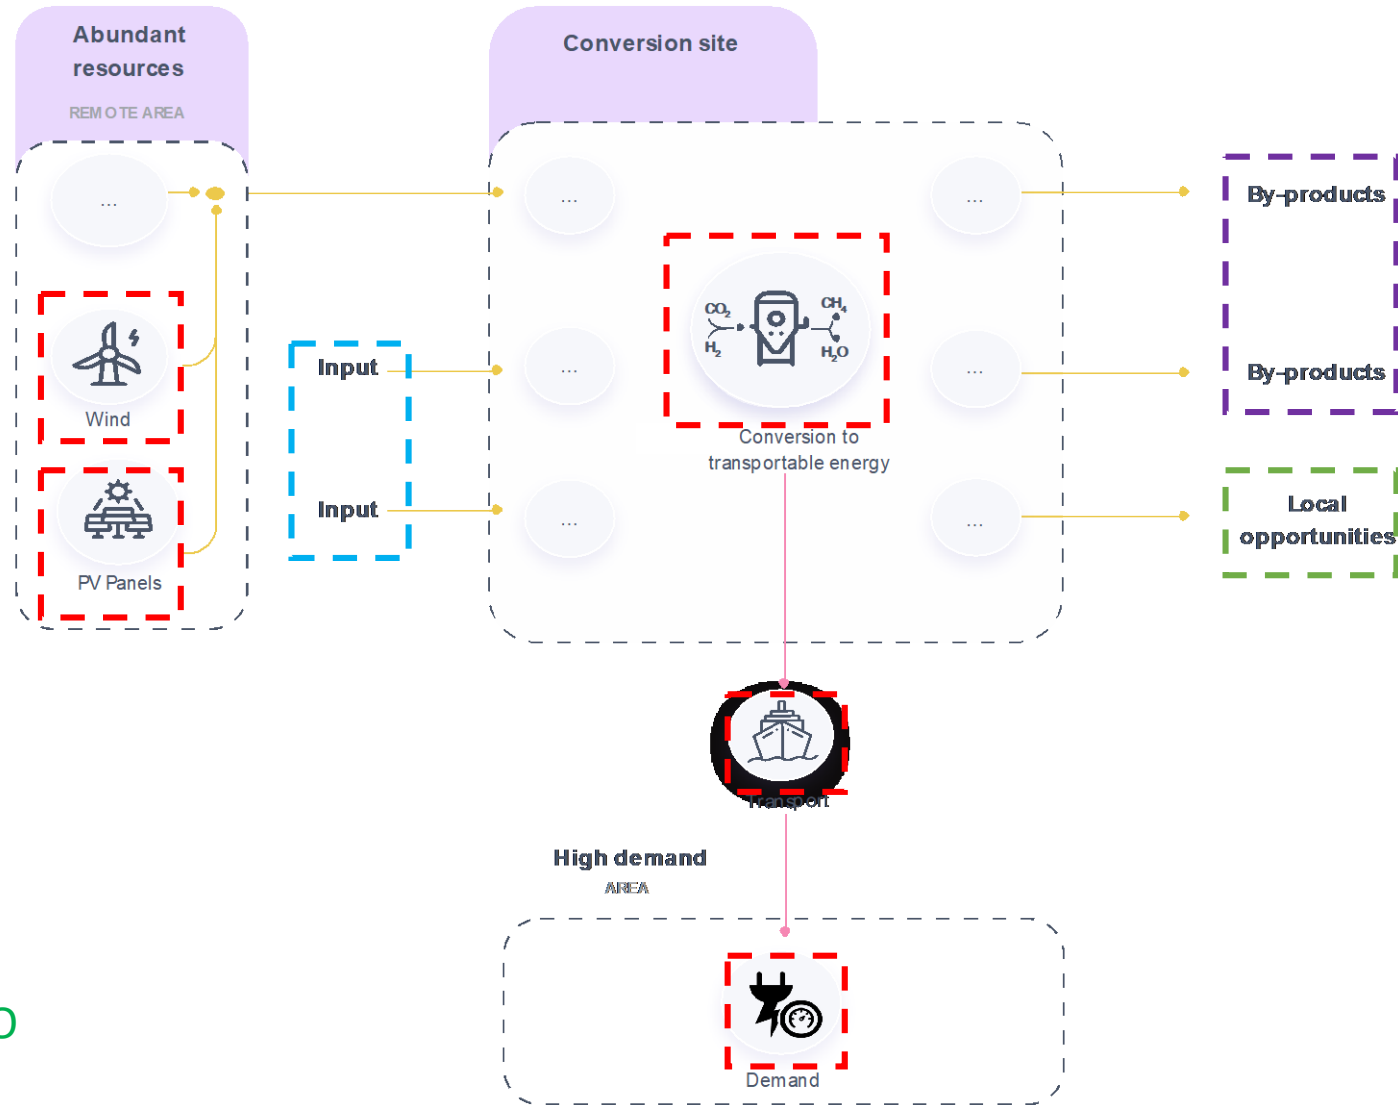 Abundant
resources
REMOTE AREA
Conversion site
...
...
...
By-products
CO₂
H₂
CH₄
H₂O
Wind
Input
...
...
By-products
Conversion to
transportable energy
PV Panels
Input
...
...
Local
opportunities
Transport
High demand
AREA
Demand